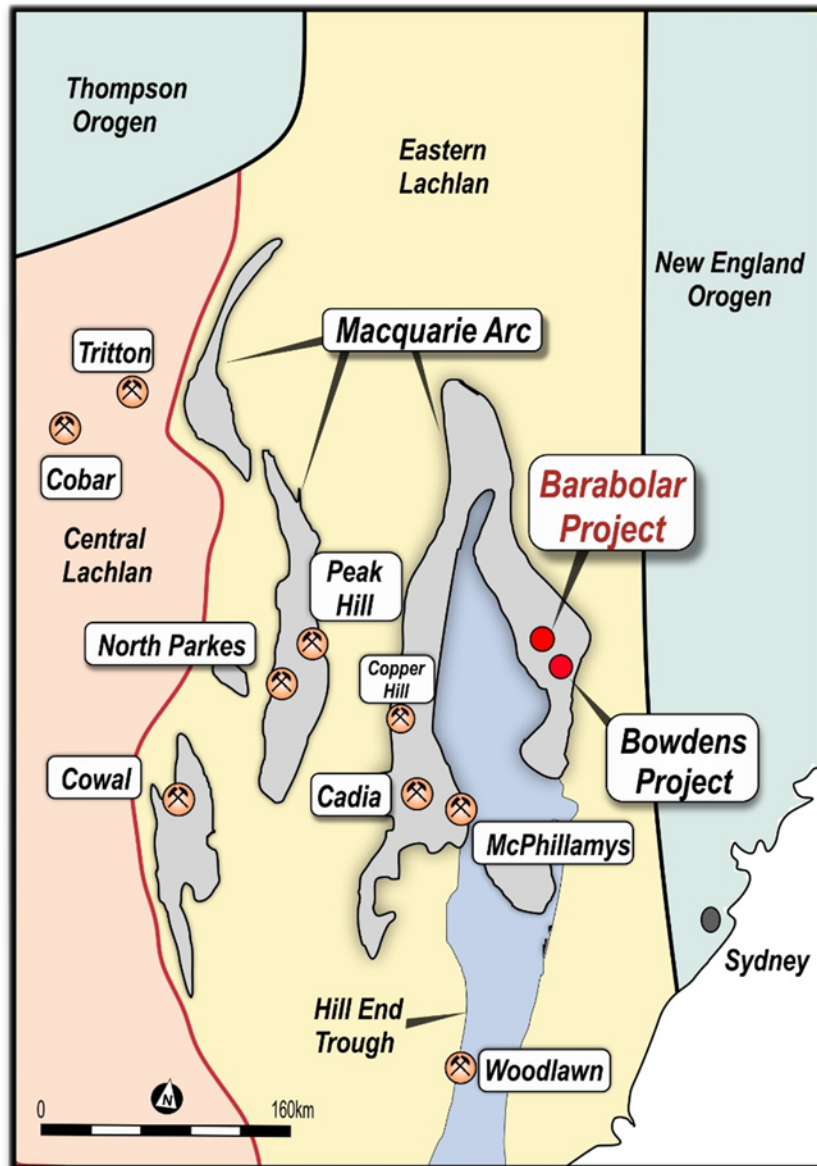 Thompson
Orogen
Eastern
Lachlan
New England
Orogen
Macquarie Arc
Tritton
Cobar
Barabolar
Project
Central
Lachlan
Peak
Hill
North Parkes
Copper
Hill
Bowdens
Project
Cowal
Cadia
McPhillamys
Sydney
Hill End
Trough
Woodlawn
N
0
160km